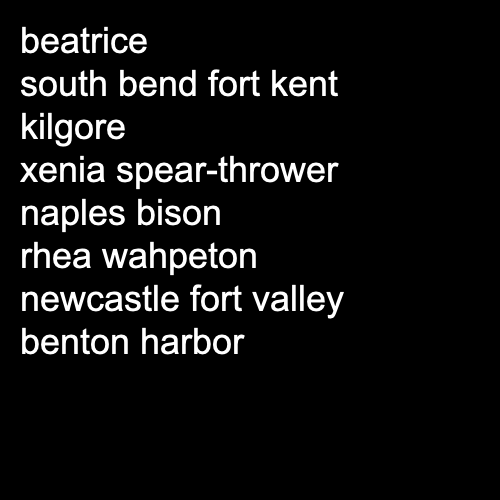 beatrice
south bend fort kent
kilgore
xenia spear-thrower
naples bison
rhea wahpeton
newcastle fort valley
benton harbor